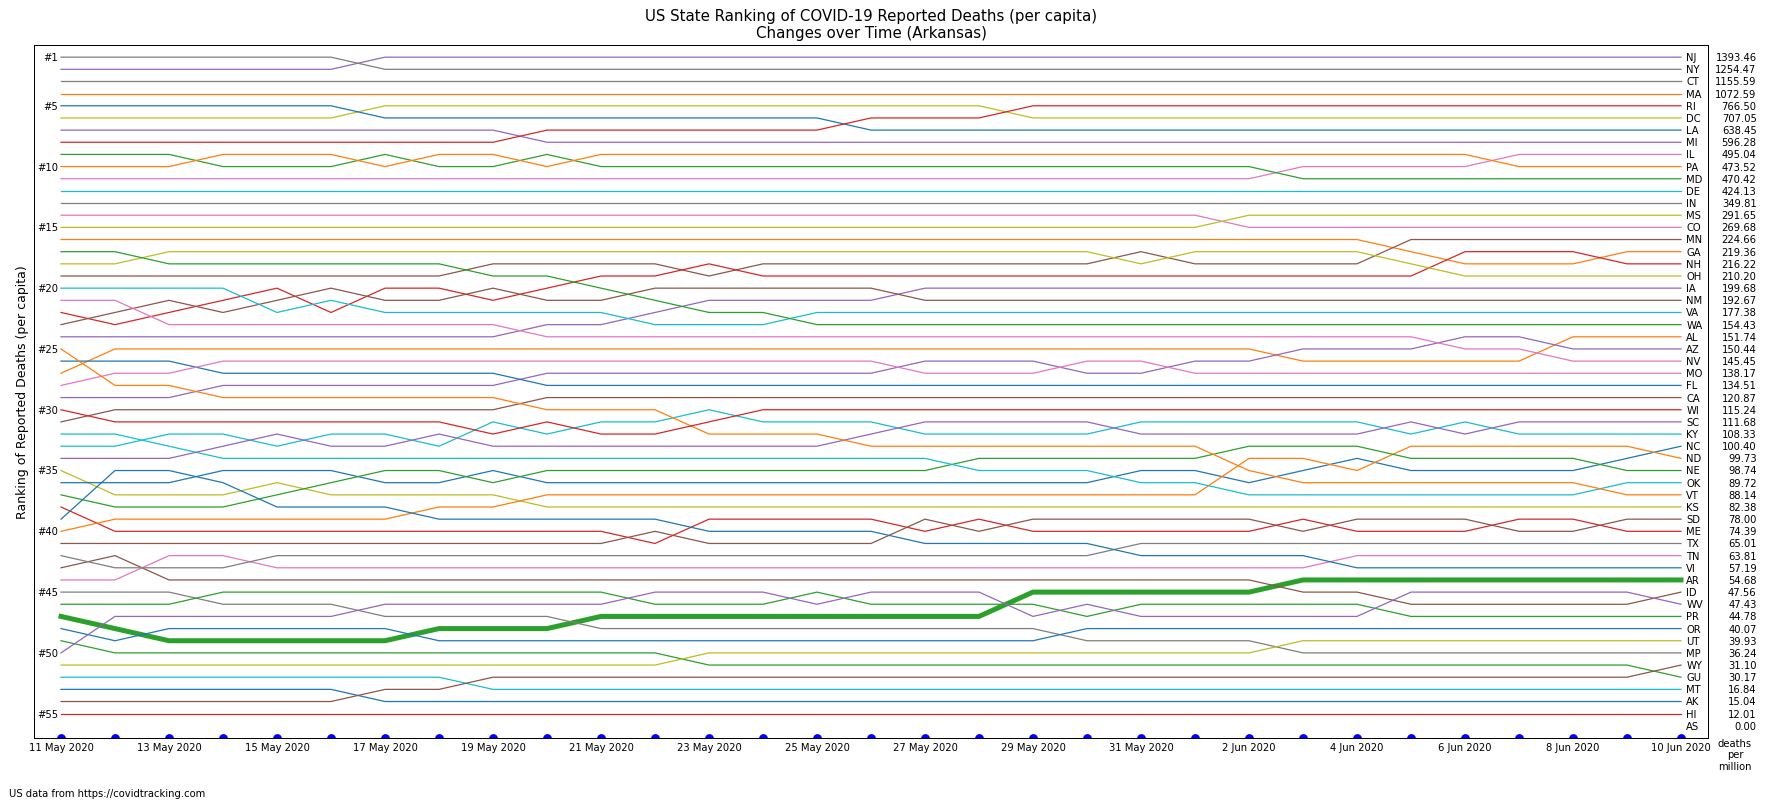 US State Ranking of COVID-19 Reported Deaths (per capita)
Changes over Time (Arkansas)
Ranking of Reported Deaths (per capita)
#1
#5
#10
#15
#20
#25
#30
#35
#40
#45
#50
#55
NJ 1393.46
NY 1254.47
CT 1155.59
MA 1072.59
RI 766.50
DC 707.05
LA 638.45
MI 596.28
IL 495.04
PA 473.52
MD 470.42
DE 424.13
IN 349.81
MS 291.65
CO 269.68
MN 224.66
GA 219.36
NH 216.22
OH 210.20
IA 199.68
NM 192.67
VA 177.38
WA 154.43
AL 151.74
AZ 150.44
NV 145.45
MO 138.17
FL 134.51
CA 120.87
WI 115.24
SC 111.68
KY 108.33
NC 100.40
ND 99.73
NE 98.74
OK 89.72
VT 88.14
KS 82.38
SD 78.00
ME 74.39
TX 65.01
TN 63.81
VI 57.19
AR 54.68
ID 47.56
WV 47.43
PR 44.78
OR 40.07
UT 39.93
MP 36.24
WY 31.10
GU 30.17
MT 16.84
AK 15.04
HI 12.01
AS 0.00
11 May 2020 13 May 2020 15 May 2020 17 May 2020 19 May 2020 21 May 2020 23 May 2020 25 May 2020 27 May 2020 29 May 2020 31 May 2020 2 Jun 2020 4 Jun 2020 6 Jun 2020 8 Jun 2020 10 Jun 2020
deaths
per
million
US data from https://covidtracking.com